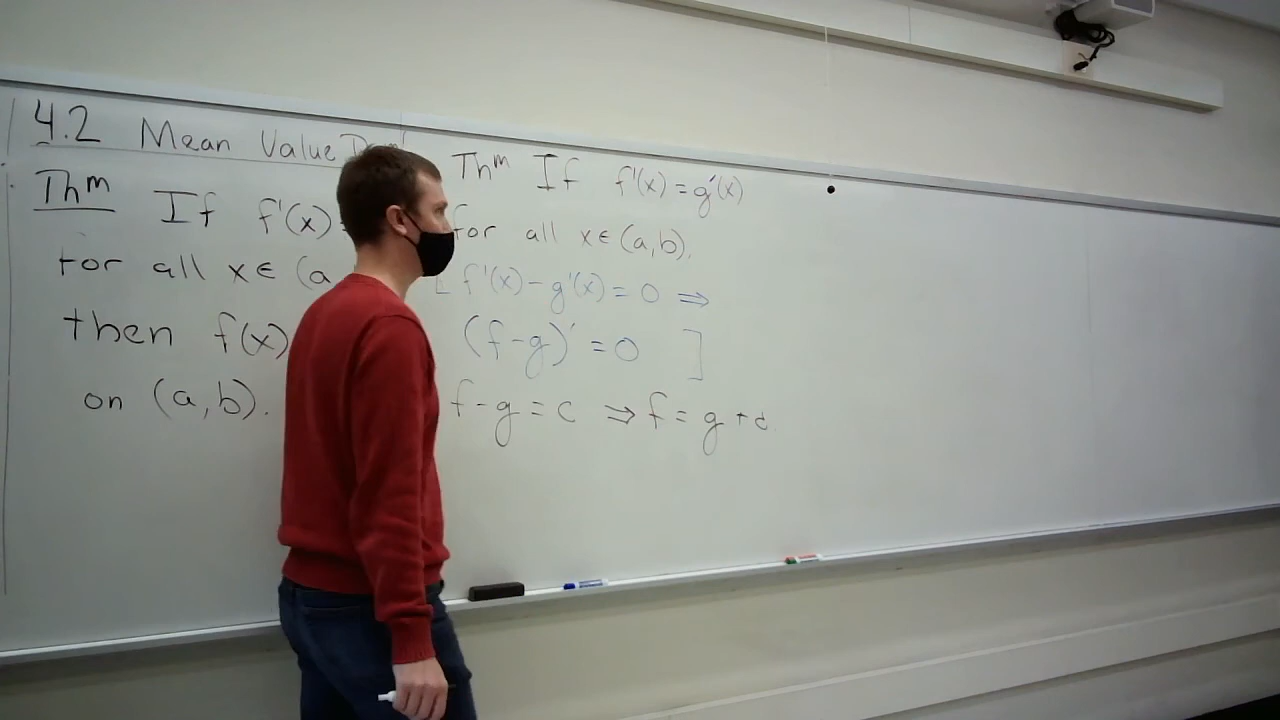 4.2 Mean Value
Thm If f'(x)
for all x∈ (a
then f(x)
on (a,b).
Thm If f'(x) = g'(x)
for all x∈(a,b),
[ f'(x) - g'(x) = 0 ⇒
(f-g)' = 0 ]
f-g = c ⇒ f = g + c